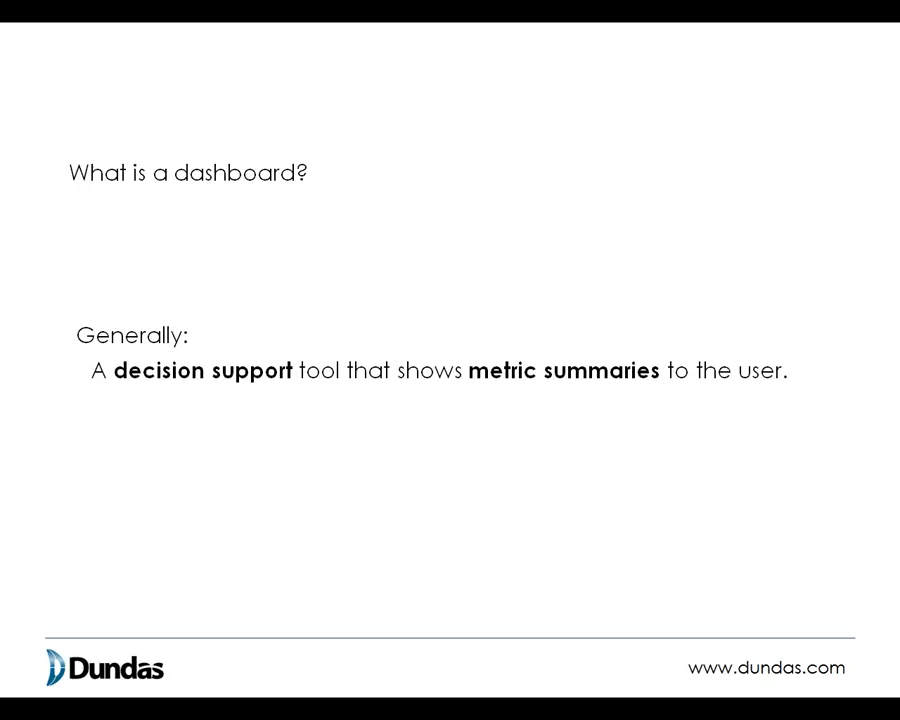 What is a dashboard?
Generally:
A decision support tool that shows metric summaries to the user.
Dundas
www.dundas.com